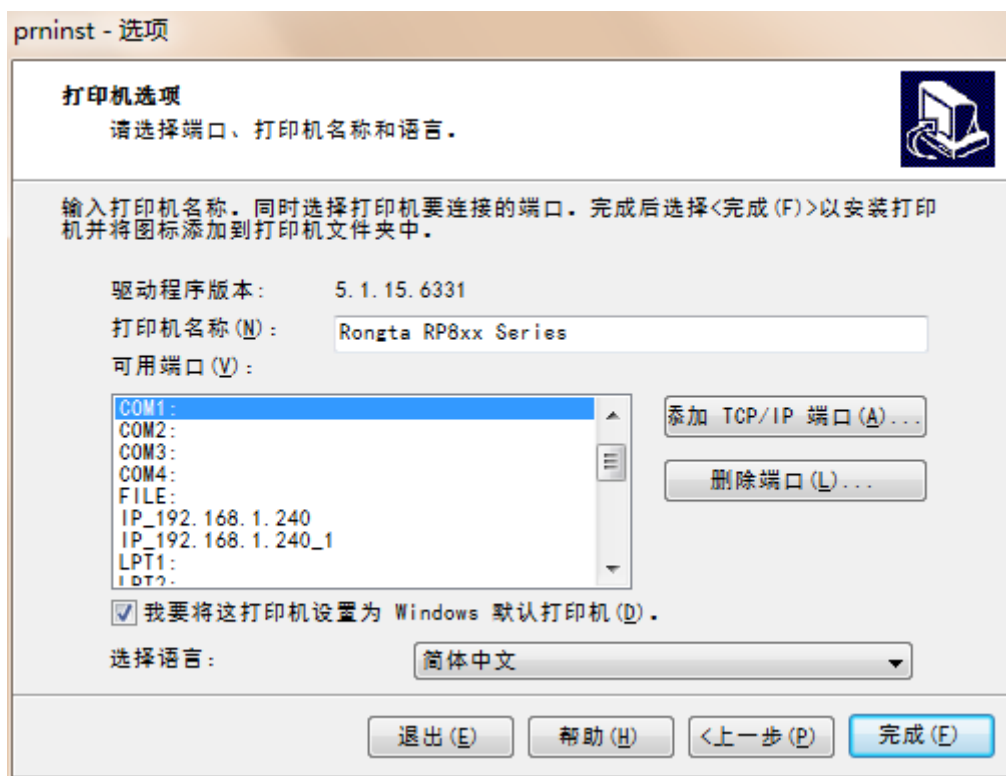 prninst - 选项
打印机选项
请选择端口、打印机名称和语言.
输入打印机名称. 同时选择打印机要连接的端口. 完成后选择<完成(F)>以安装打印
机并将图标添加到打印机文件夹中.
驱动程序版本: 5.1.15.6331
打印机名称(N): Rongta RP8xx Series
可用端口(V):
COM1:
COM2:
COM3:
COM4:
FILE:
IP_192.168.1.240
IP_192.168.1.240_1
LPT1:
LPT2:
添加 TCP/IP 端口(A)...
删除端口(L)...
我要将这打印机设置为 Windows 默认打印机(D).
选择语言: 简体中文
退出(E) 帮助(H) <上一步(P) 完成(F)